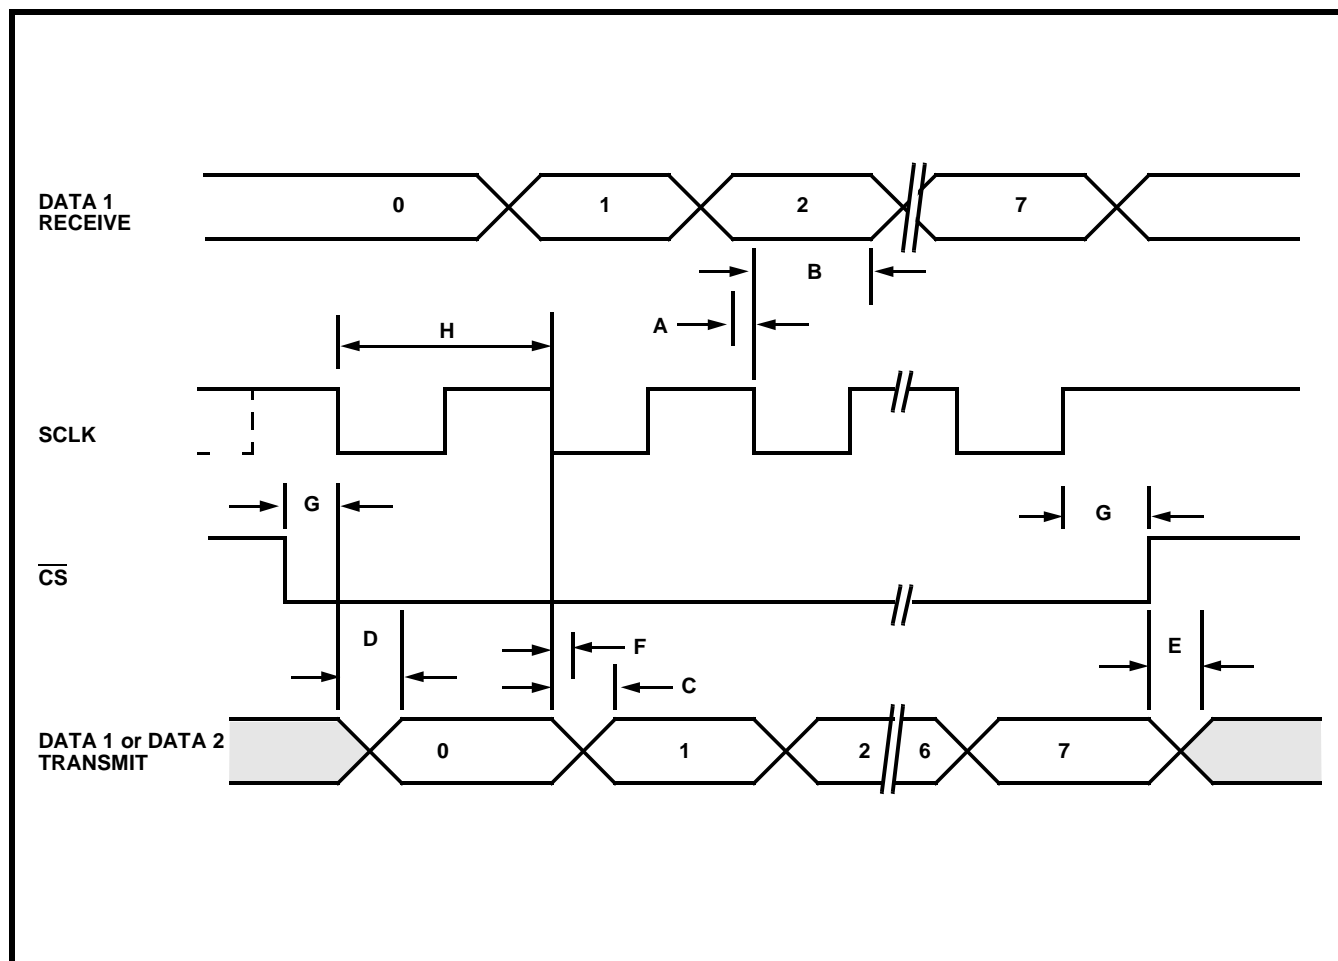 DATA 1
RECEIVE
0 1 2 7
B
A
H
SCLK
G G
CS
D F E
C
DATA 1 or DATA 2
TRANSMIT
0 1 2 6 7